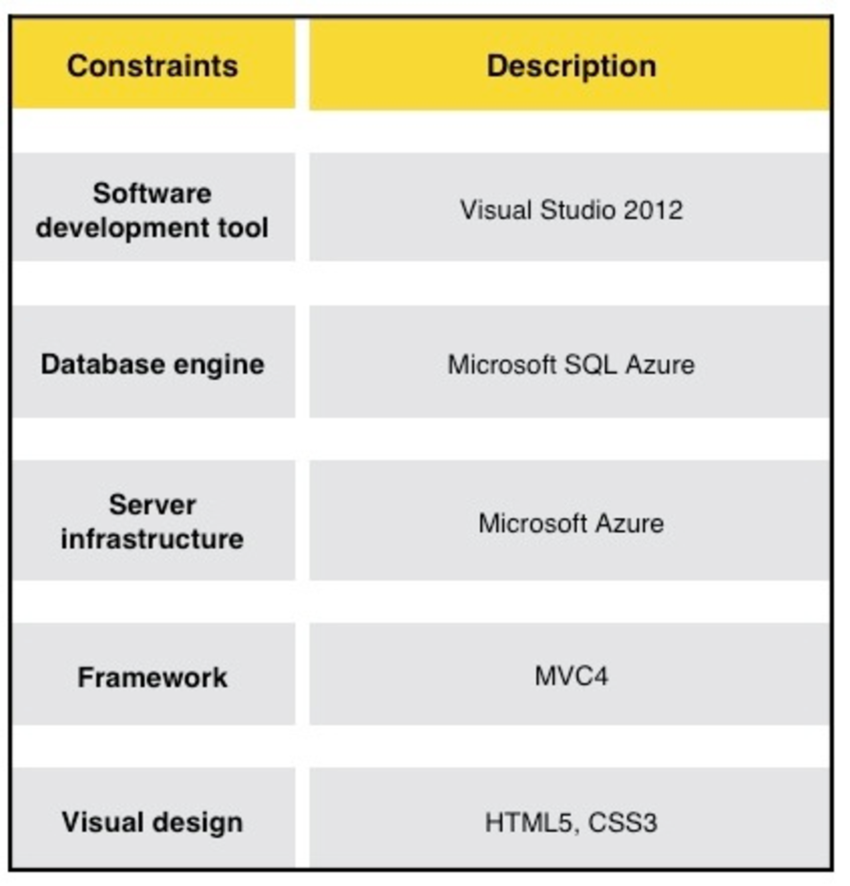 Constraints Description
Software
development tool
Visual Studio 2012
Database engine Microsoft SQL Azure
Server
infrastructure
Microsoft Azure
Framework MVC4
Visual design HTML5, CSS3